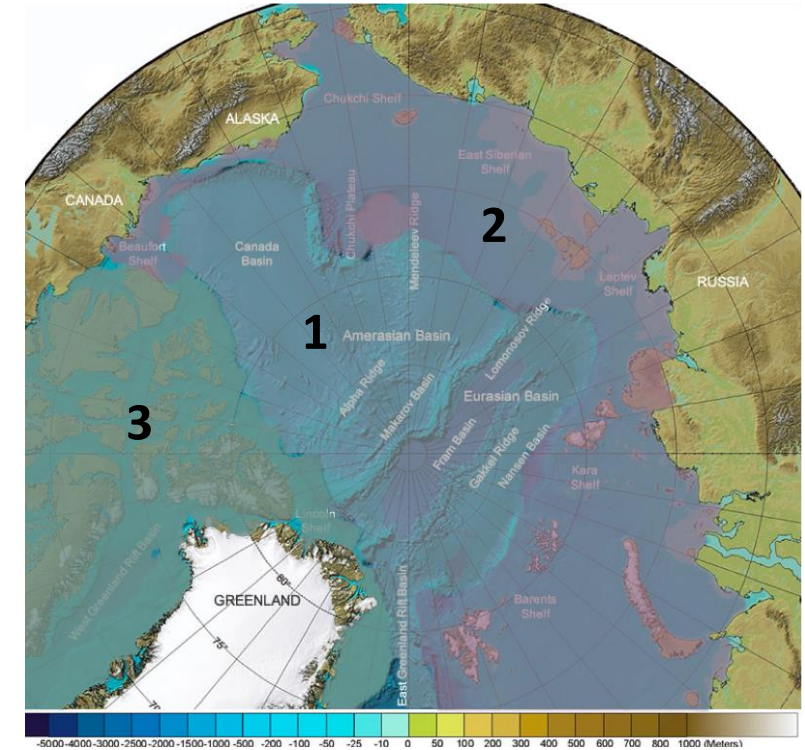 Chukchi Shelf
ALASKA
East Siberian
Shelf
CANADA
Chukchi Plateau
Mendeleev Ridge
2
Beaufort
Shelf
Canada
Basin
Laptev
Shelf
RUSSIA
1
Amerasian Basin
Lomonosov Ridge
Alpha Ridge
Makarov Basin
Eurasian Basin
3
Fram Basin
Gakkel Ridge
Nansen Basin
Kara
Shelf
Lincoln
Shelf
West Greenland Rift Basin
80°
GREENLAND
East Greenland Rift Basin
Barents
Shelf
75°
-5000 -4000 -3000 -2000 -1500 -1000 -500 -200 -100 -50 -25 -10 0 50 100 200 300 400 500 600 700 800 1000 (Meters)